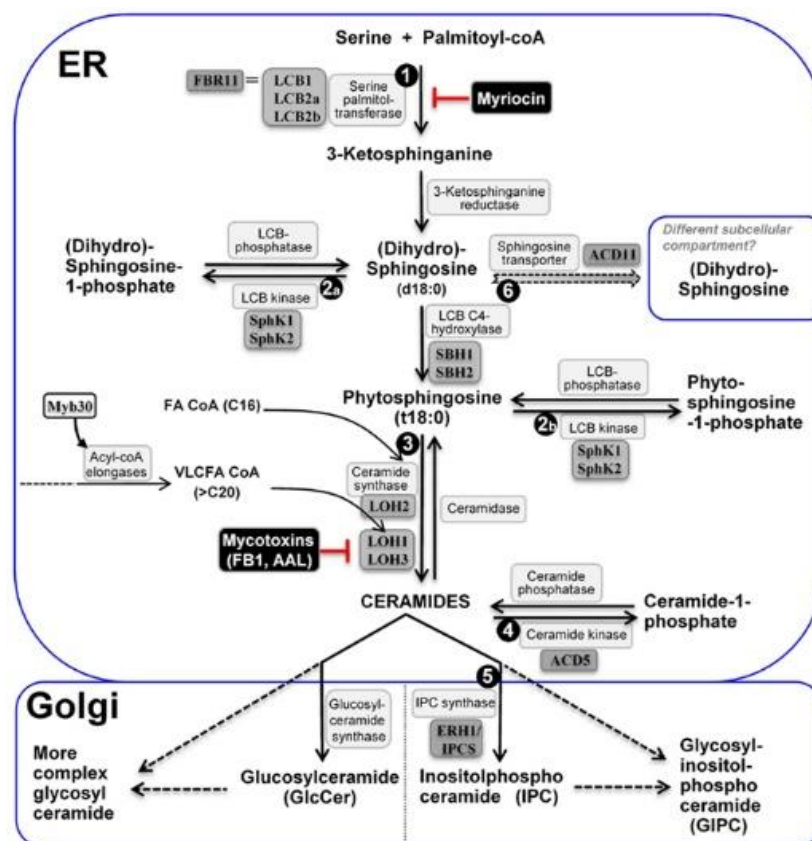 Serine + Palmitoyl-coA
ER
FBR11
=
LCB1
LCB2a
LCB2b
Serine
palmitol-
transferase
1
Myriocin
3-Ketosphinganine
3-Ketosphinganine
reductase
(Dihydro)-
Sphingosine-
1-phosphate
LCB-
phosphatase
LCB kinase
2a
SphK1
SphK2
(Dihydro)-
Sphingosine
(d18:0)
Sphingosine
transporter
ACD11
6
Different subcellular
compartment?
(Dihydro)-
Sphingosine
LCB C4-
hydroxylase
SBH1
SBH2
Phytosphingosine
(t18:0)
LCB-
phosphatase
2b
LCB kinase
SphK1
SphK2
Phyto-
sphingosine
-1-phosphate
Myb30
Acyl-coA
elongases
FA CoA (C16)
VLCFA CoA
(>C20)
3
Ceramide
synthase
LOH2
LOH1
LOH3
Ceramidase
Mycotoxins
(FB1, AAL)
CERAMIDES
Ceramide
phosphatase
4
Ceramide kinase
ACD5
Ceramide-1-
phosphate
Golgi
5
Glucosyl-
ceramide
synthase
IPC synthase
ERH1/
IPCS
More
complex
glycosyl
ceramide
Glucosylceramide
(GlcCer)
Inositolphospho
ceramide (IPC)
Glycosyl-
inositol-
phospho
ceramide
(GIPC)